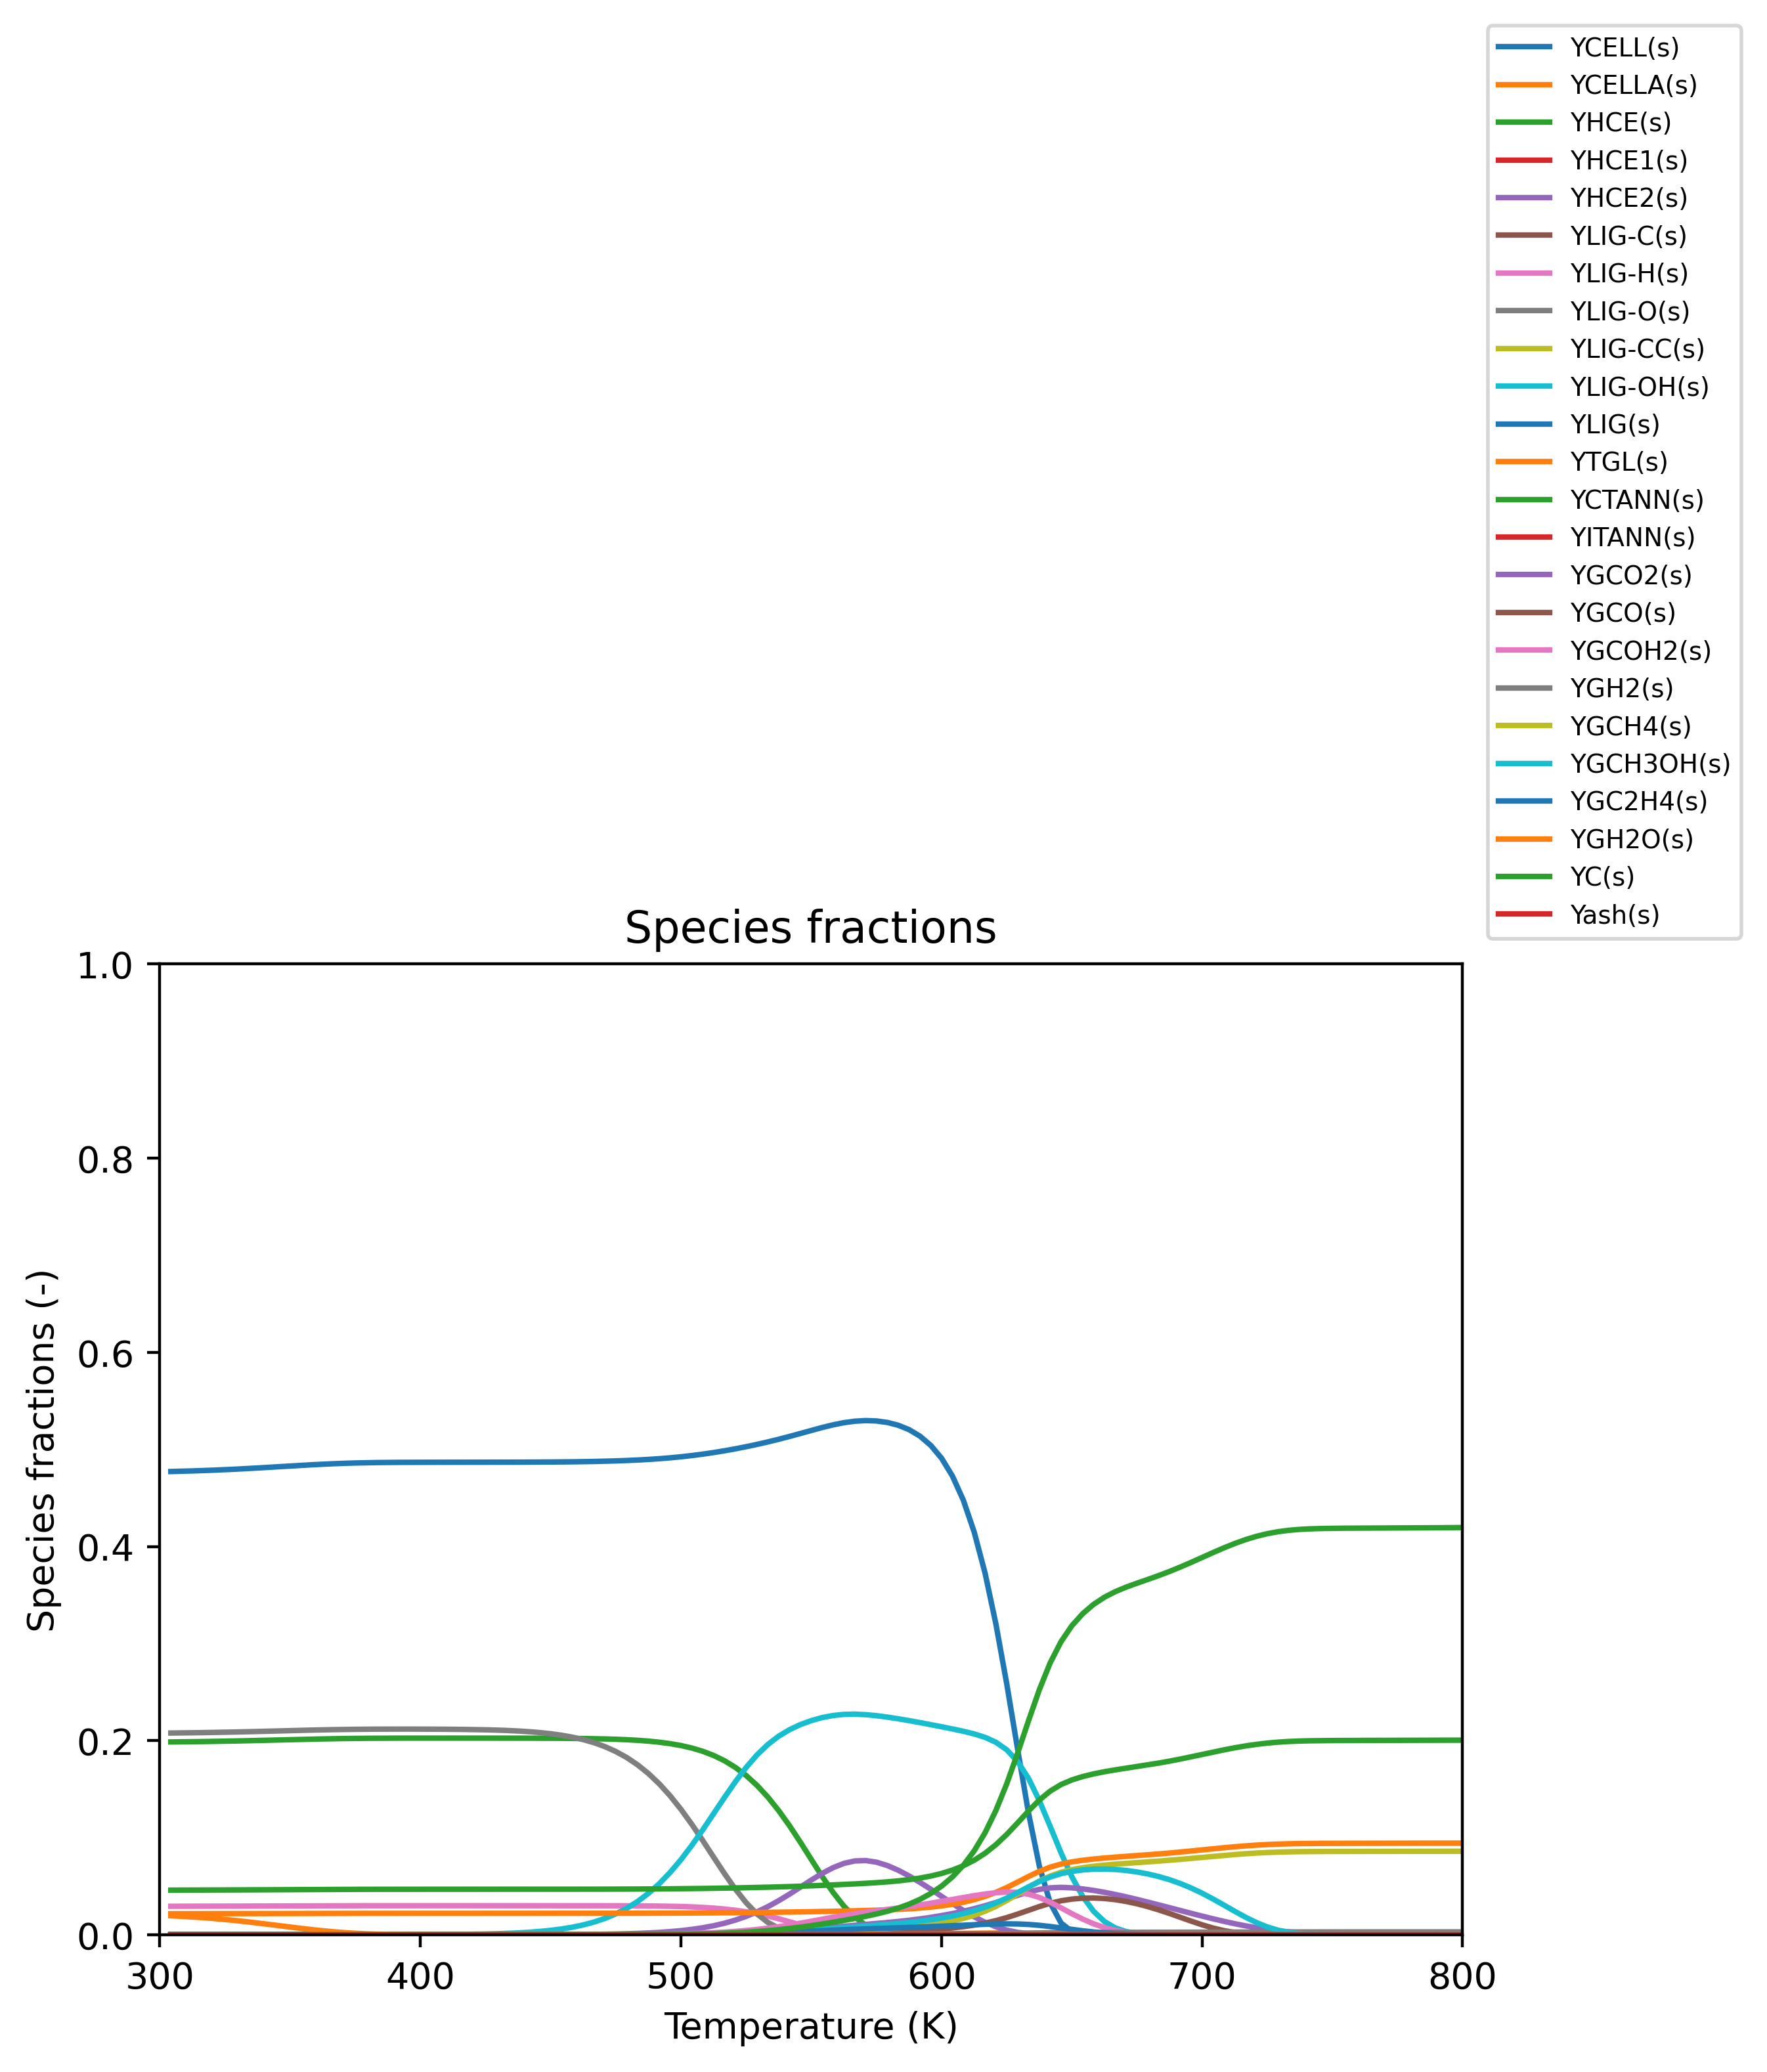 YCELL(s)
YCELLA(s)
YHCE(s)
YHCE1(s)
YHCE2(s)
YLIG-C(s)
YLIG-H(s)
YLIG-O(s)
YLIG-CC(s)
YLIG-OH(s)
YLIG(s)
YTGL(s)
YCTANN(s)
YITANN(s)
YGCO2(s)
YGCO(s)
YGCOH2(s)
YGH2(s)
YGCH4(s)
YGCH3OH(s)
YGC2H4(s)
YGH2O(s)
YC(s)
Yash(s)
Species fractions
1.0
0.8
0.6
0.4
0.2
0.0
Species fractions (-)
300 400 500 600 700 800
Temperature (K)